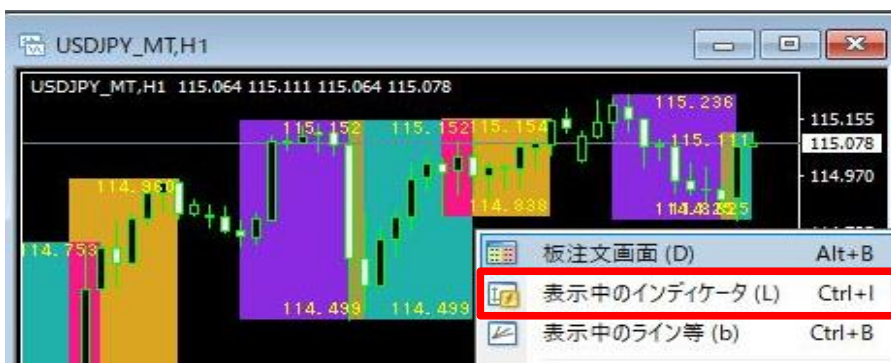 USDJPY_MT,H1
USDJPY_MT,H1 115.064 115.111 115.064 115.078
115.236
115.155
115.152 115.152 115.154
115.111
115.078
114.960
114.970
114.838
114.753
114.499 114.499
板注文画面 (D) Alt+B
表示中のインディケータ (L) Ctrl+I
表示中のライン等 (b) Ctrl+B